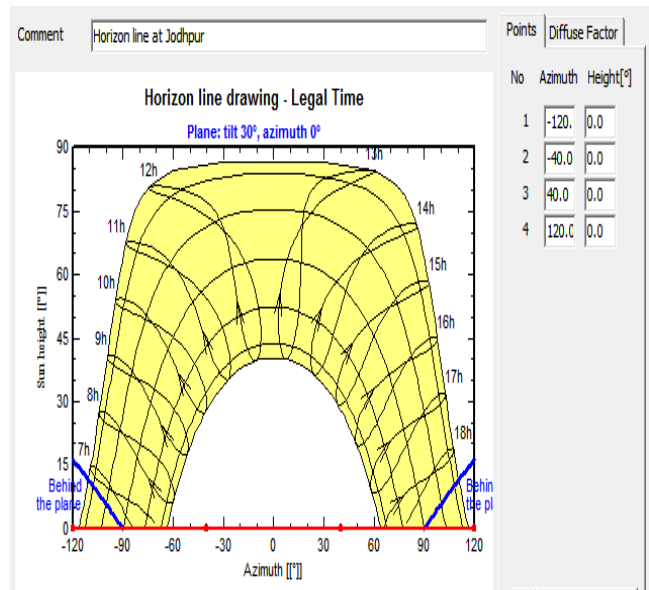 Comment Horizon line at Jodhpur
Points Diffuse Factor
No Azimuth Height[°]
1 -120. 0.0
2 -40.0 0.0
3 40.0 0.0
4 120.0 0.0
Horizon line drawing - Legal Time
Plane: tilt 30°, azimuth 0°
90
75
60
45
30
15
0
Sun height [[°]]
7h
8h
9h
10h
11h
12h
13h
14h
15h
16h
17h
18h
Behind
the plane
Behin
the pl
-120 -90 -60 -30 0 30 60 90 120
Azimuth [[°]]